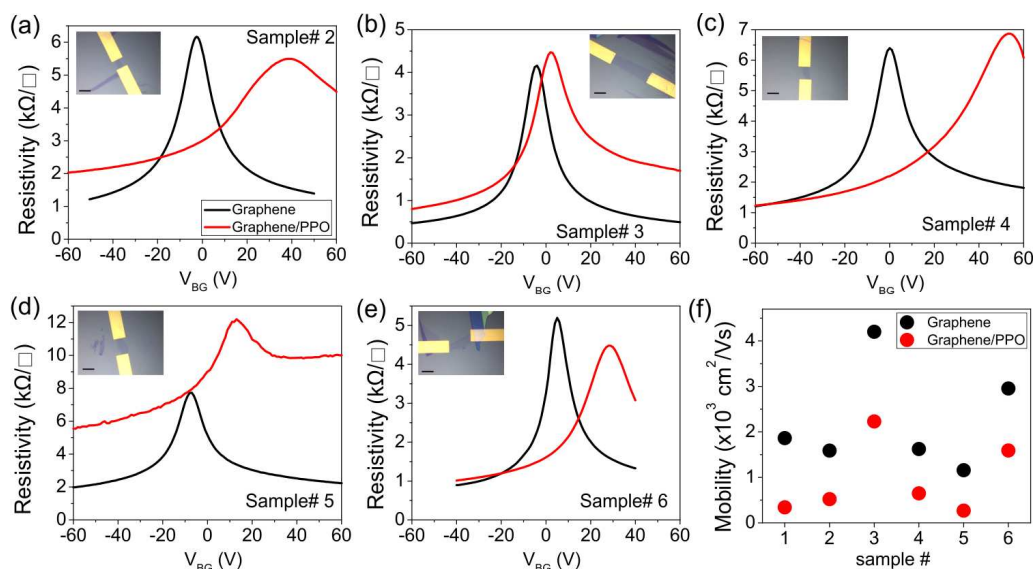 (a)
Sample# 2
Resistivity (kΩ/□)
6
5
4
3
2
1
0
-60 -40 -20 0 20 40 60
V_BG (V)
Graphene
Graphene/PPO
(b)
Sample# 3
Resistivity (kΩ/□)
5
4
3
2
1
0
-60 -40 -20 0 20 40 60
V_BG (V)
(c)
Sample# 4
Resistivity (kΩ/□)
7
6
5
4
3
2
1
0
-60 -40 -20 0 20 40 60
V_BG (V)
(d)
Sample# 5
Resistivity (kΩ/□)
12
10
8
6
4
2
0
-60 -40 -20 0 20 40 60
V_BG (V)
(e)
Sample# 6
Resistivity (kΩ/□)
5
4
3
2
1
0
-60 -40 -20 0 20 40 60
V_BG (V)
(f)
Graphene
Graphene/PPO
Mobility (x10³ cm²/Vs)
4
3
2
1
0
1 2 3 4 5 6
sample #